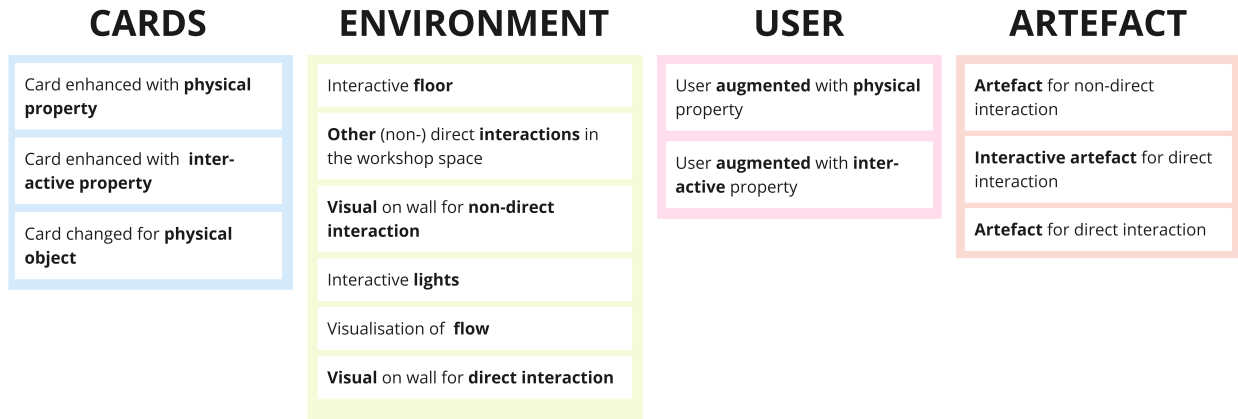 CARDS
Card enhanced with physical
property
Card enhanced with inter-
active property
Card changed for physical
object
ENVIRONMENT
Interactive floor
Other (non-) direct interactions in
the workshop space
Visual on wall for non-direct
interaction
Interactive lights
Visualisation of flow
Visual on wall for direct interaction
USER
User augmented with physical
property
User augmented with inter-
active property
ARTEFACT
Artefact for non-direct
interaction
Interactive artefact for direct
interaction
Artefact for direct interaction